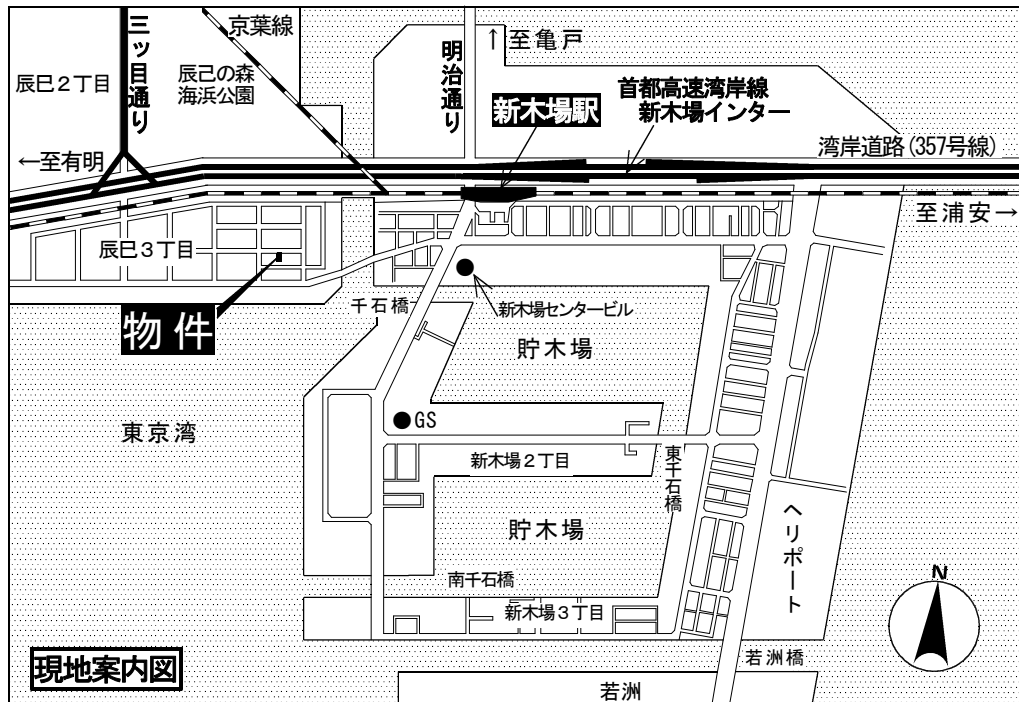 京葉線
三ッ目通り
辰巳２丁目
辰己の森
海浜公園
明治通り
↑至亀戸
新木場駅
首都高速湾岸線
新木場インター
湾岸道路(357号線)
←至有明
至浦安→
辰巳３丁目
物件
千石橋
新木場センタービル
貯木場
東京湾
GS
新木場２丁目
東千石橋
貯木場
ヘリポート
南千石橋
新木場３丁目
N
現地案内図
若洲橋
若洲